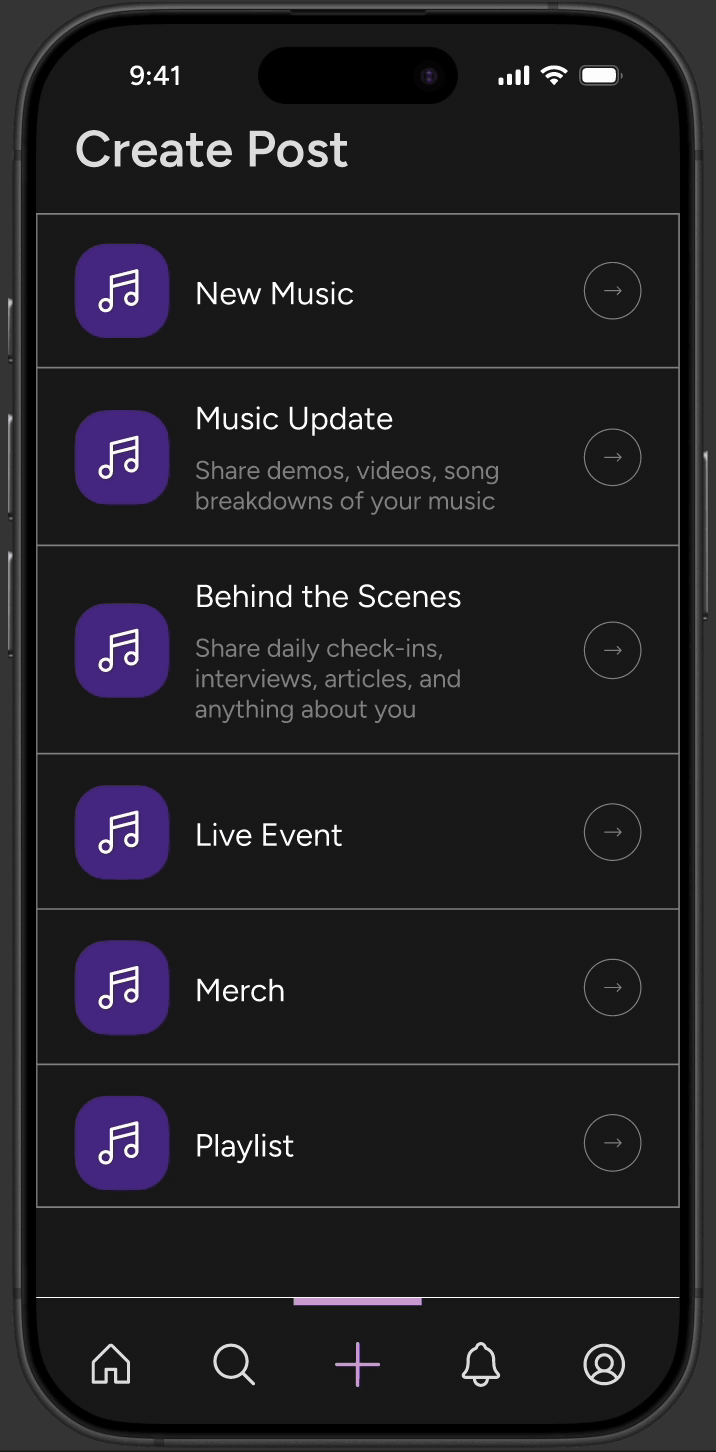 9:41
Create Post
New Music
Music Update
Share demos, videos, song
breakdowns of your music
Behind the Scenes
Share daily check-ins,
interviews, articles, and
anything about you
Live Event
Merch
Playlist